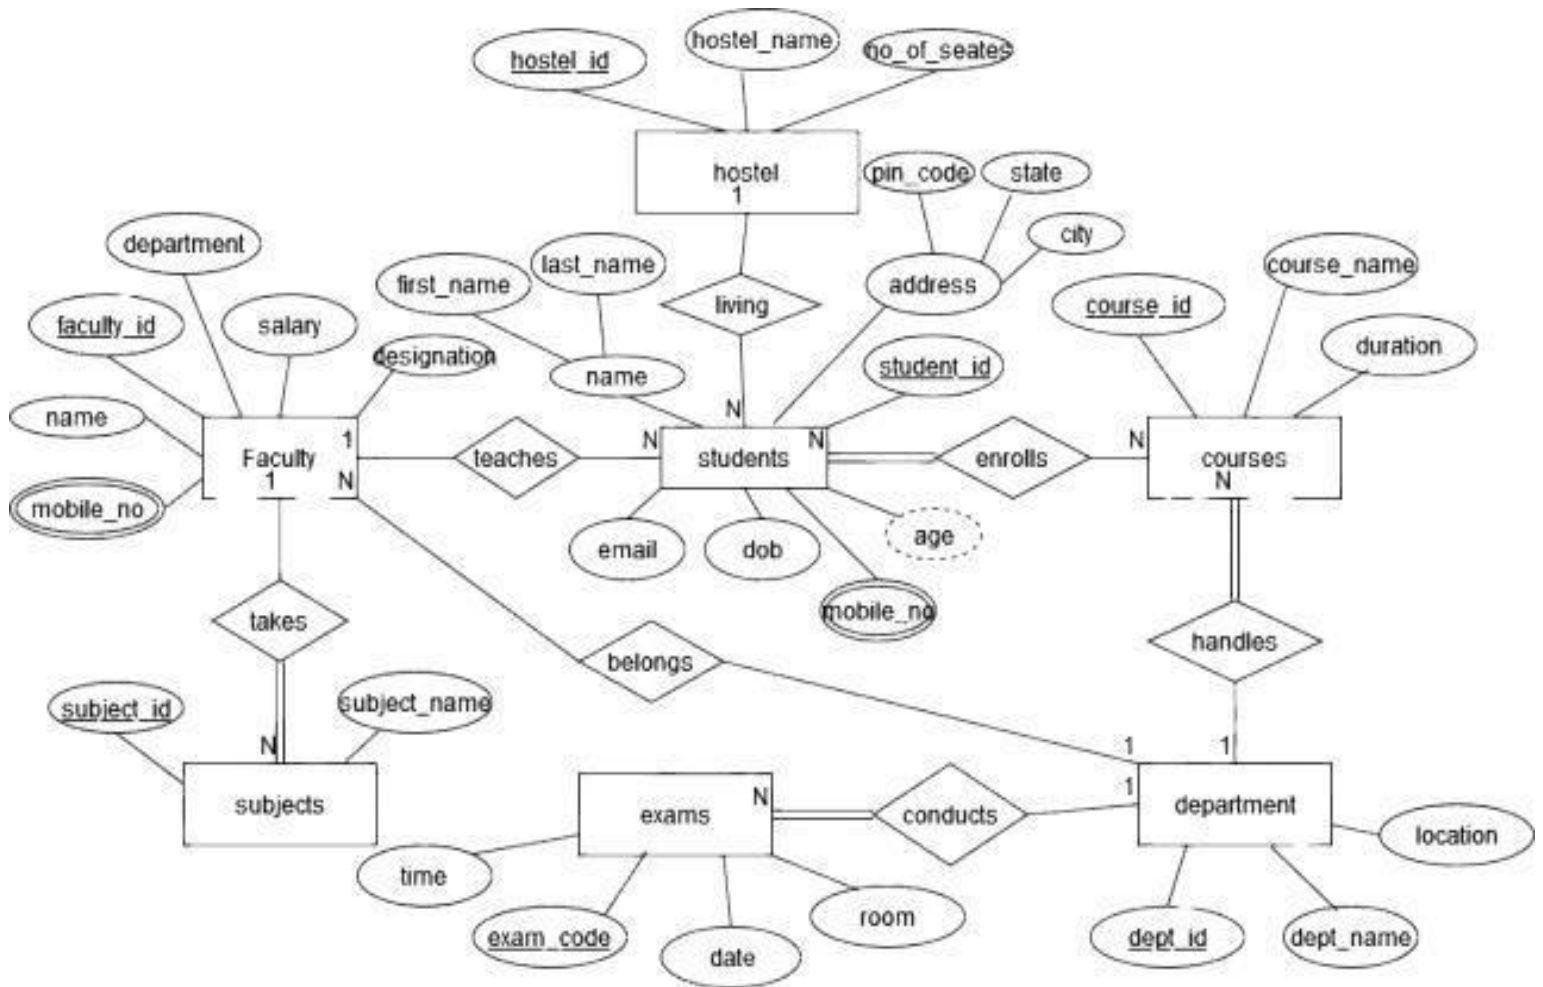 hostel_name
no_of_seates
hostel_id
hostel
1
pin_code
state
city
address
department
last_name
first_name
living
course_name
course_id
faculty_id
salary
designation
name
student_id
duration
name
N
1
N
N
N
Faculty
teaches
students
enrolls
courses
1
N
N
mobile_no
email
dob
age
mobile_no
takes
belongs
handles
subject_id
subject_name
N
1
1
1
subjects
exams
N
conducts
department
location
time
room
exam_code
date
dept_id
dept_name